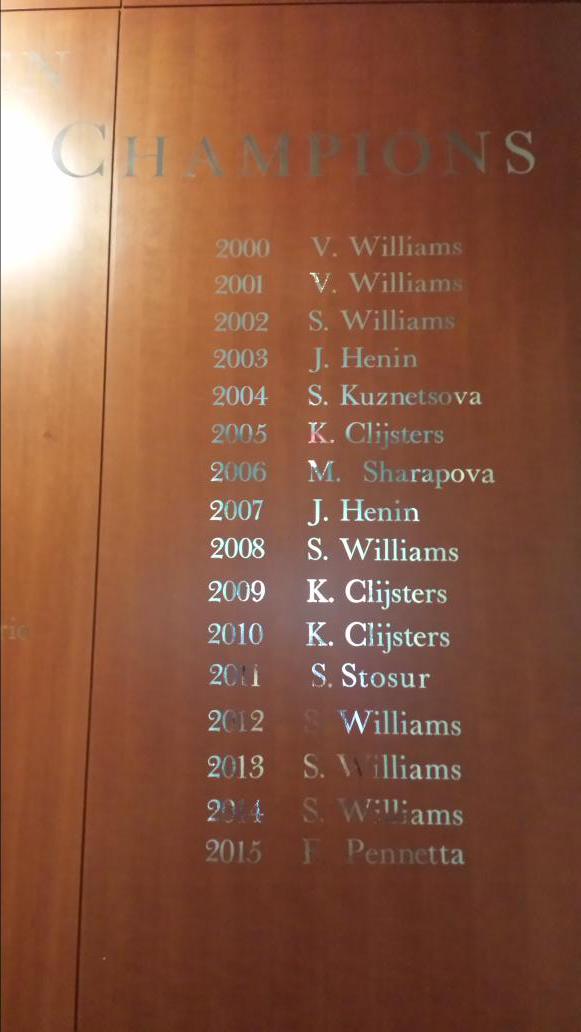 CHAMPIONS
2000 V. Williams
2001 V. Williams
2002 S. Williams
2003 J. Henin
2004 S. Kuznetsova
2005 K. Clijsters
2006 M. Sharapova
2007 J. Henin
2008 S. Williams
2009 K. Clijsters
2010 K. Clijsters
2011 S. Stosur
2012 S. Williams
2013 S. Williams
2014 S. Williams
2015 F. Pennetta